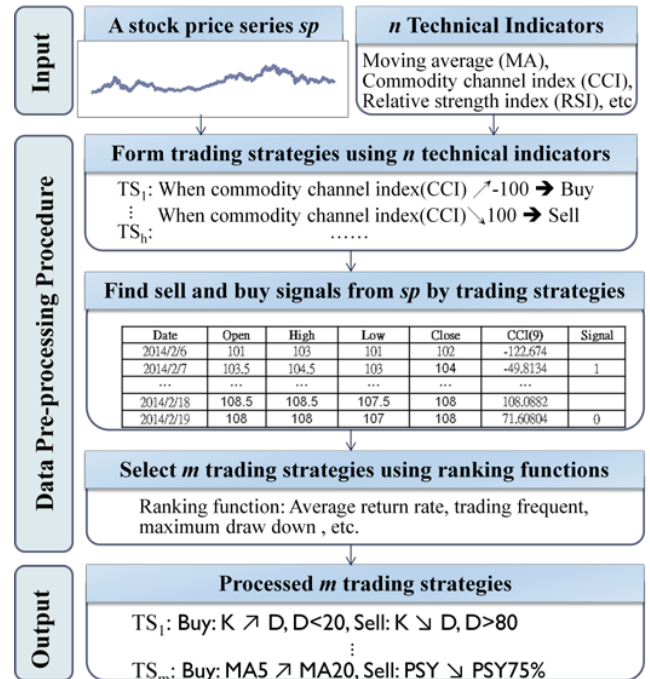 Input
A stock price series sp
n Technical Indicators
Moving average (MA),
Commodity channel index (CCI),
Relative strength index (RSI), etc
Data Pre-processing Procedure
Form trading strategies using n technical indicators
TS1: When commodity channel index(CCI) ↗-100 ➔ Buy
⋮ When commodity channel index(CCI)↘100 ➔ Sell
TSh: ······
Find sell and buy signals from sp by trading strategies
Date Open High Low Close CCI(9) Signal
2014/2/6 101 103 101 102 -122.674
2014/2/7 103.5 104.5 103 104 -49.8134 1
... ... ... ... ... ...
2014/2/18 108.5 108.5 107.5 108 108.0882
2014/2/19 108 108 107 108 71.60804 0
Select m trading strategies using ranking functions
Ranking function: Average return rate, trading frequent,
maximum draw down , etc.
Output
Processed m trading strategies
TS1: Buy: K ↗ D, D<20, Sell: K ↘ D, D>80
⋮
TSm: Buy: MA5 ↗ MA20, Sell: PSY ↘ PSY75%